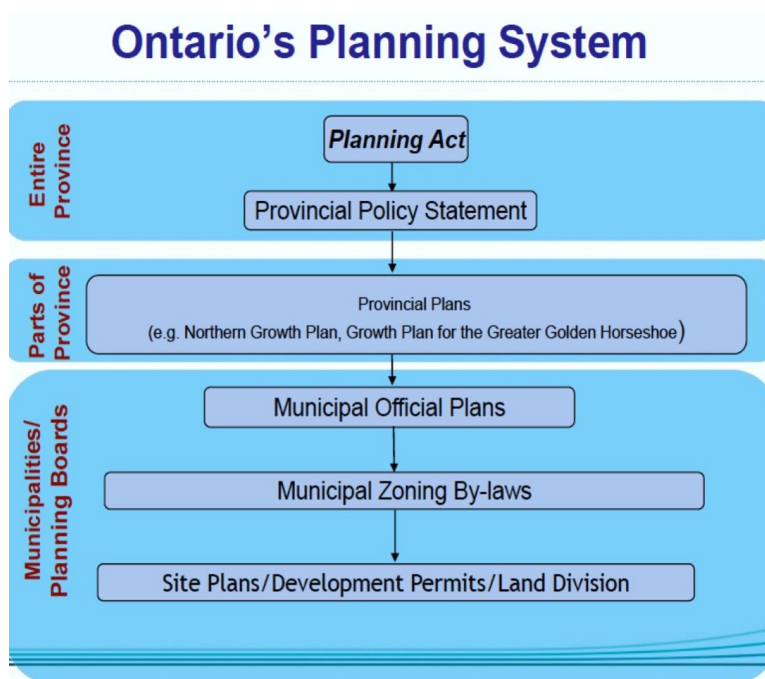 Ontario’s Planning System
Entire
Province
Planning Act
Provincial Policy Statement
Parts of
Province
Provincial Plans
(e.g. Northern Growth Plan, Growth Plan for the Greater Golden Horseshoe)
Municipalities/
Planning Boards
Municipal Official Plans
Municipal Zoning By-laws
Site Plans/Development Permits/Land Division